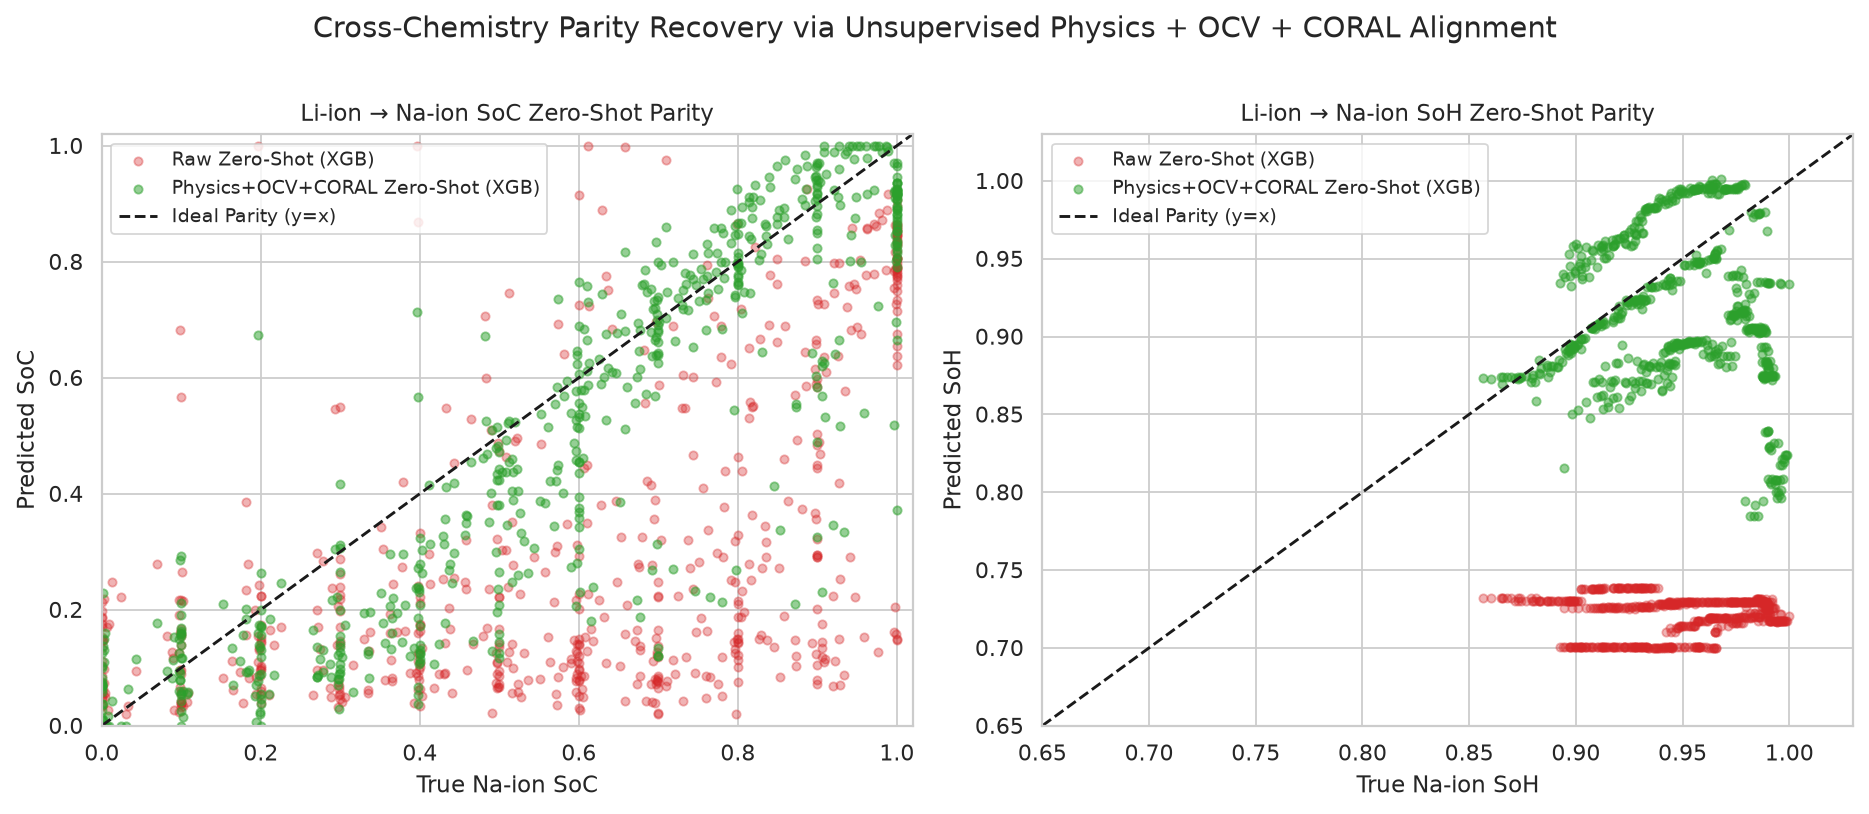 Cross-Chemistry Parity Recovery via Unsupervised Physics + OCV + CORAL Alignment
Li-ion → Na-ion SoC Zero-Shot Parity
Raw Zero-Shot (XGB)
Physics+OCV+CORAL Zero-Shot (XGB)
Ideal Parity (y=x)
Predicted SoC
1.0
0.8
0.6
0.4
0.2
0.0
0.0 0.2 0.4 0.6 0.8 1.0
True Na-ion SoC
Li-ion → Na-ion SoH Zero-Shot Parity
Raw Zero-Shot (XGB)
Physics+OCV+CORAL Zero-Shot (XGB)
Ideal Parity (y=x)
Predicted SoH
1.00
0.95
0.90
0.85
0.80
0.75
0.70
0.65
0.65 0.70 0.75 0.80 0.85 0.90 0.95 1.00
True Na-ion SoH